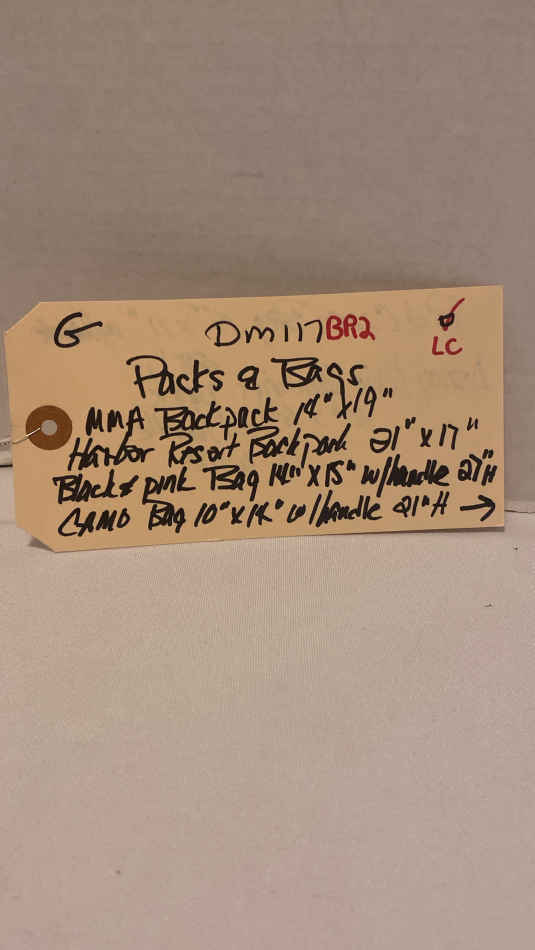 G DM117BR2
LC
Packs & Bags
MMA Backpack 14" x 19"
Harbor Resort Backpack 21" x 17"
Black & pink Bag 14" x 15" w/handle 27" H
CAMO Bag 10" x 14" w/handle 21" H →